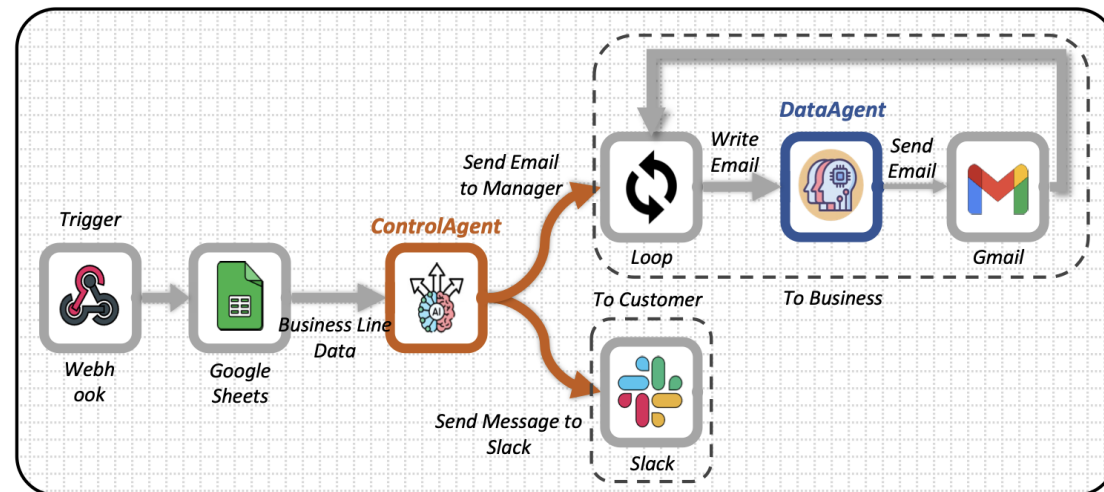 DataAgent
Write
Email
Send
Email
Send Email
to Manager
Loop
Gmail
Trigger
ControlAgent
AI
Business Line
Data
Webh
ook
Google
Sheets
To Customer
To Business
Send Message to
Slack
Slack